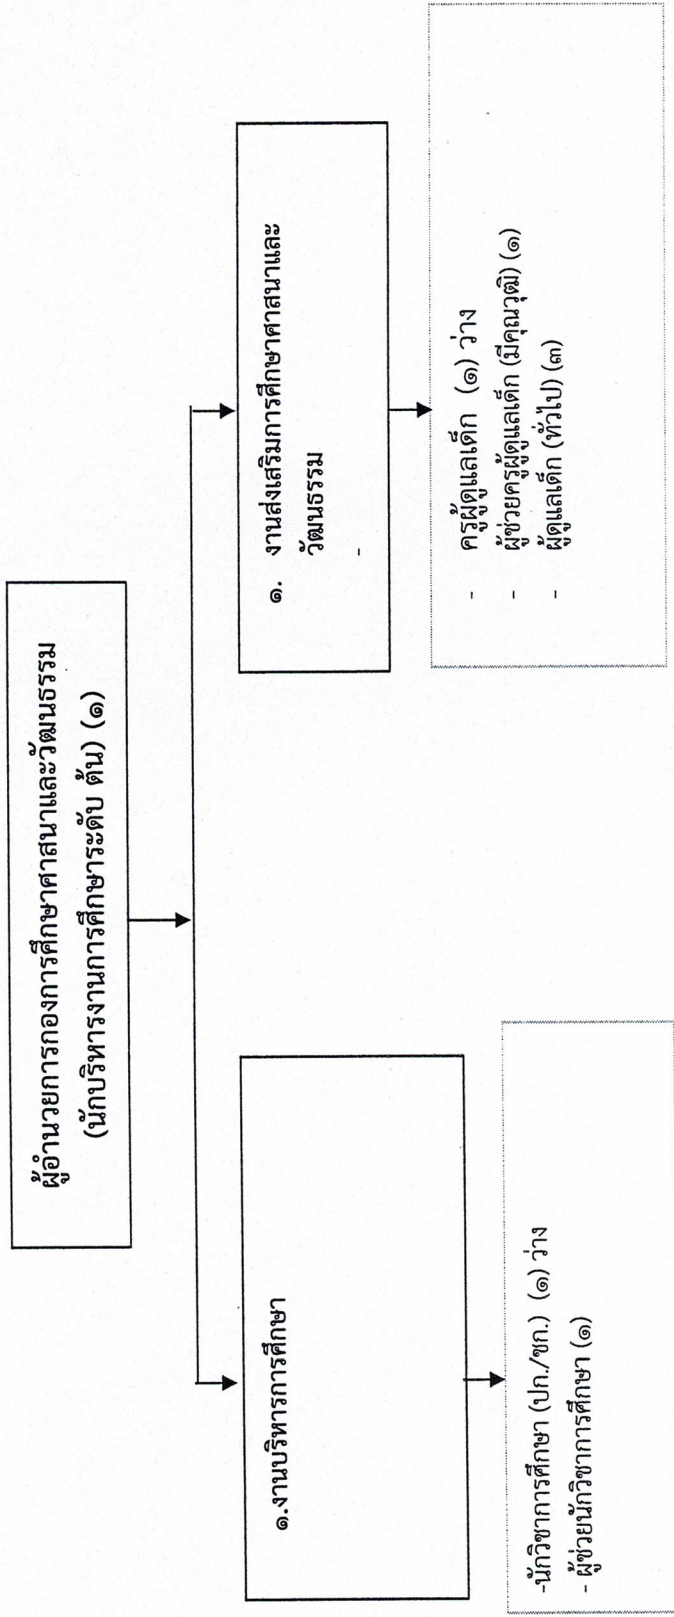 ผู้อำนวยการกองการศึกษาศาสนาและวัฒนธรรม
(นักบริหารงานการศึกษาระดับ ต้น) (๑)
๑.งานบริหารการศึกษา
-นักวิชาการศึกษา (ปก./ชก.) (๑) ว่าง
- ผู้ช่วยนักวิชาการศึกษา (๑)
๑. งานส่งเสริมการศึกษาศาสนาและ
วัฒนธรรม
-
- ครูผู้ดูแลเด็ก (๑) ว่าง
- ผู้ช่วยครูผู้ดูแลเด็ก (มีคุณวุฒิ) (๑)
- ผู้ดูแลเด็ก (ทั่วไป) (๓)